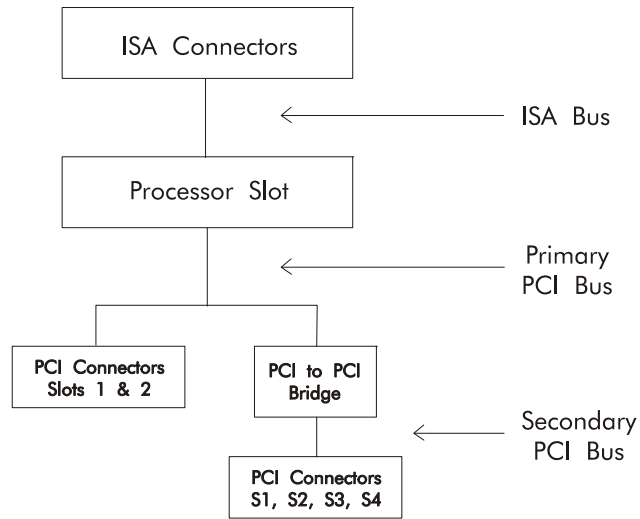 ISA Connectors
ISA Bus
Processor Slot
Primary
PCI Bus
PCI Connectors
Slots 1 & 2
PCI to PCI
Bridge
Secondary
PCI Bus
PCI Connectors
S1, S2, S3, S4